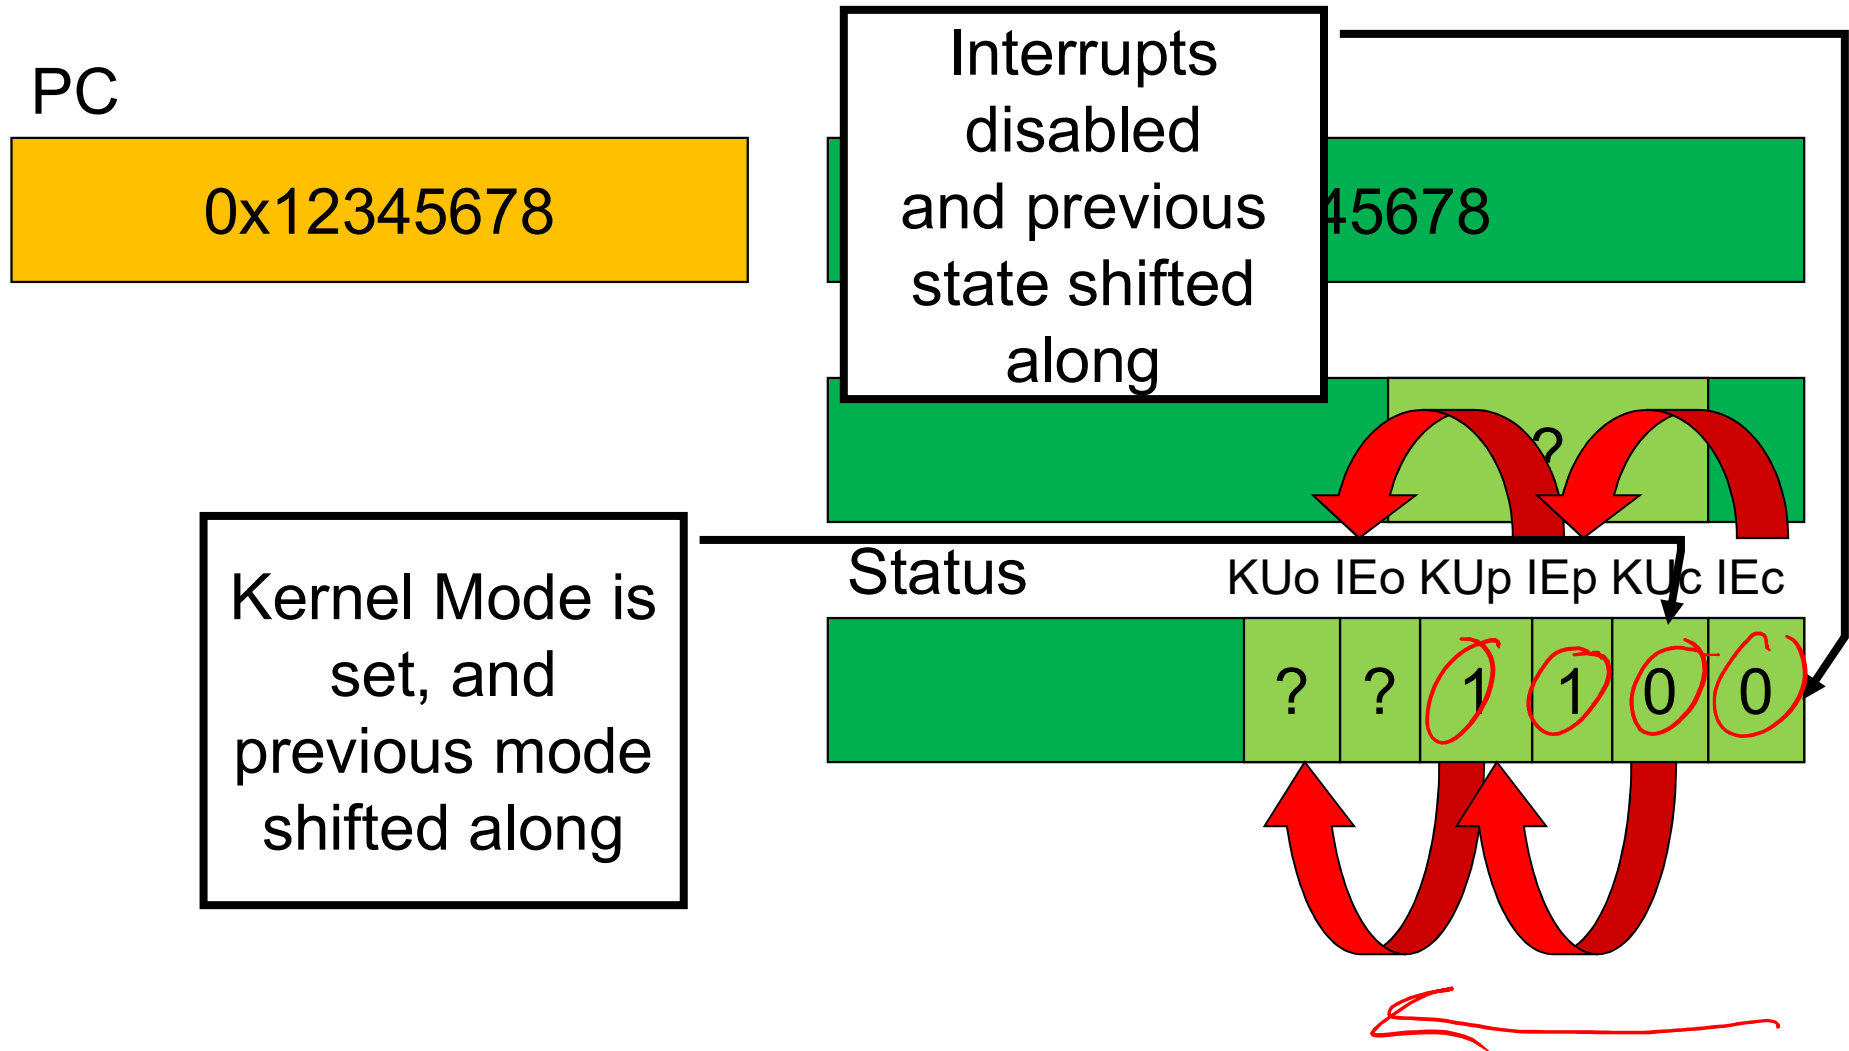 PC
0x12345678
Interrupts
disabled
and previous
state shifted
along
45678
?
Kernel Mode is
set, and
previous mode
shifted along
Status
KUo IEo KUp IEp KUc IEc
? ? 1 1 0 0